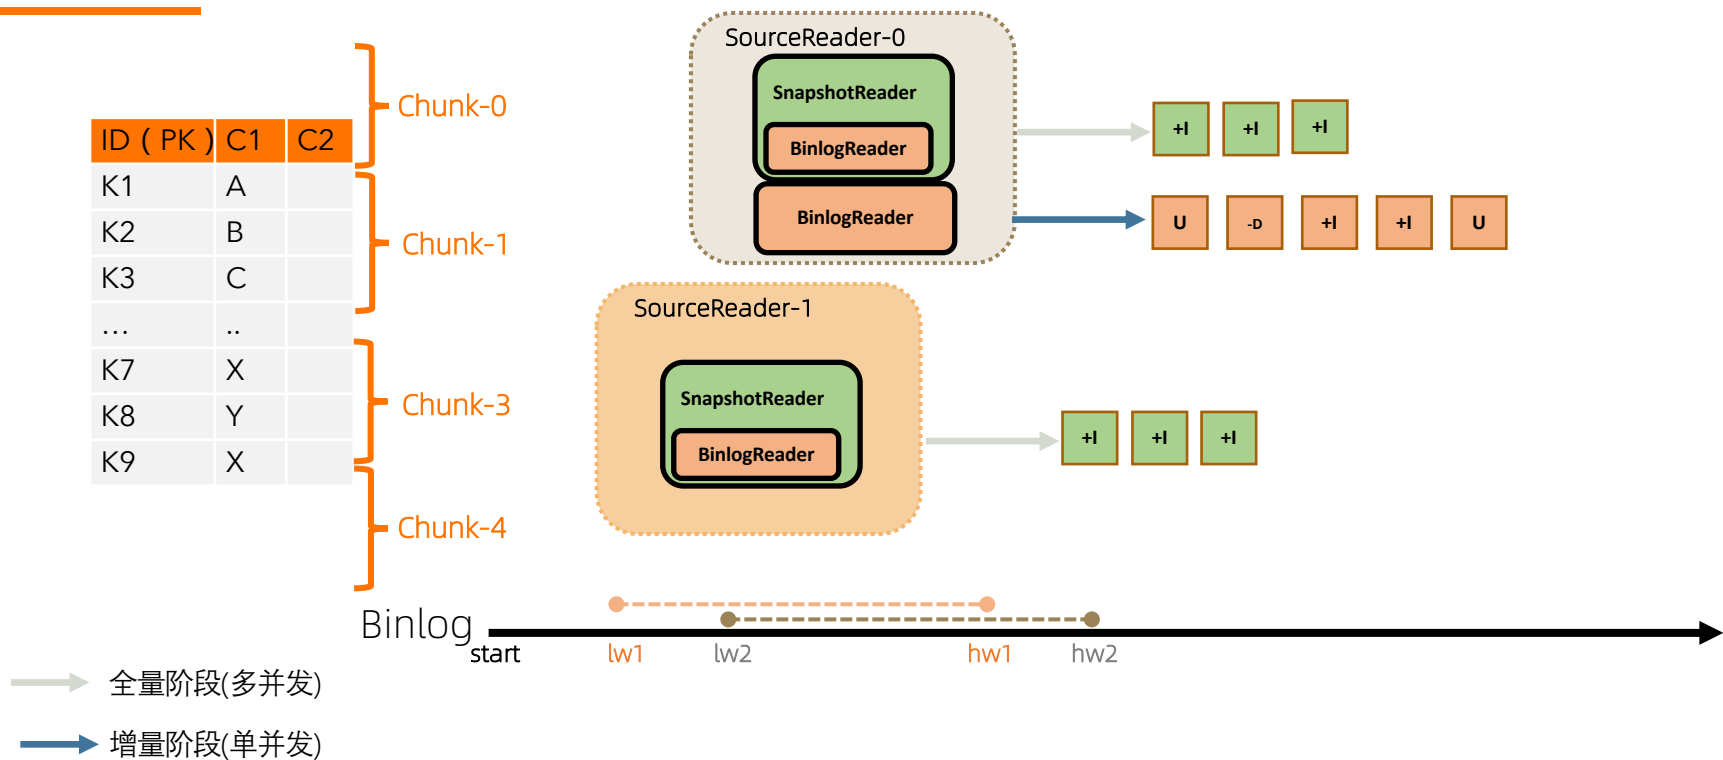 ID ( PK ) C1 C2
K1 A
K2 B
K3 C
... ..
K7 X
K8 Y
K9 X
Chunk-0
Chunk-1
Chunk-3
Chunk-4
SourceReader-0
SnapshotReader
BinlogReader
BinlogReader
+I +I +I
U -D +I +I U
SourceReader-1
SnapshotReader
BinlogReader
+I +I +I
Binlog
start lw1 lw2 hw1 hw2
全量阶段(多并发)
增量阶段(单并发)